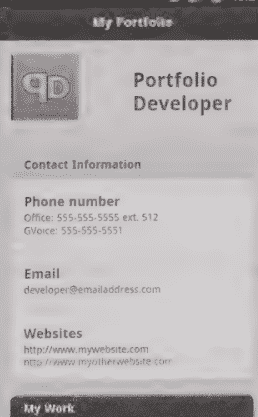 My Portfolio
PD
Portfolio
Developer
Contact Information
Phone number
Office: 555-555-5555 ext. 512
GVoice: 555-555-5551
Email
developer@emailaddress.com
Websites
http://www.mywebsite.com
http://www.myotherwebsite.com
My Work